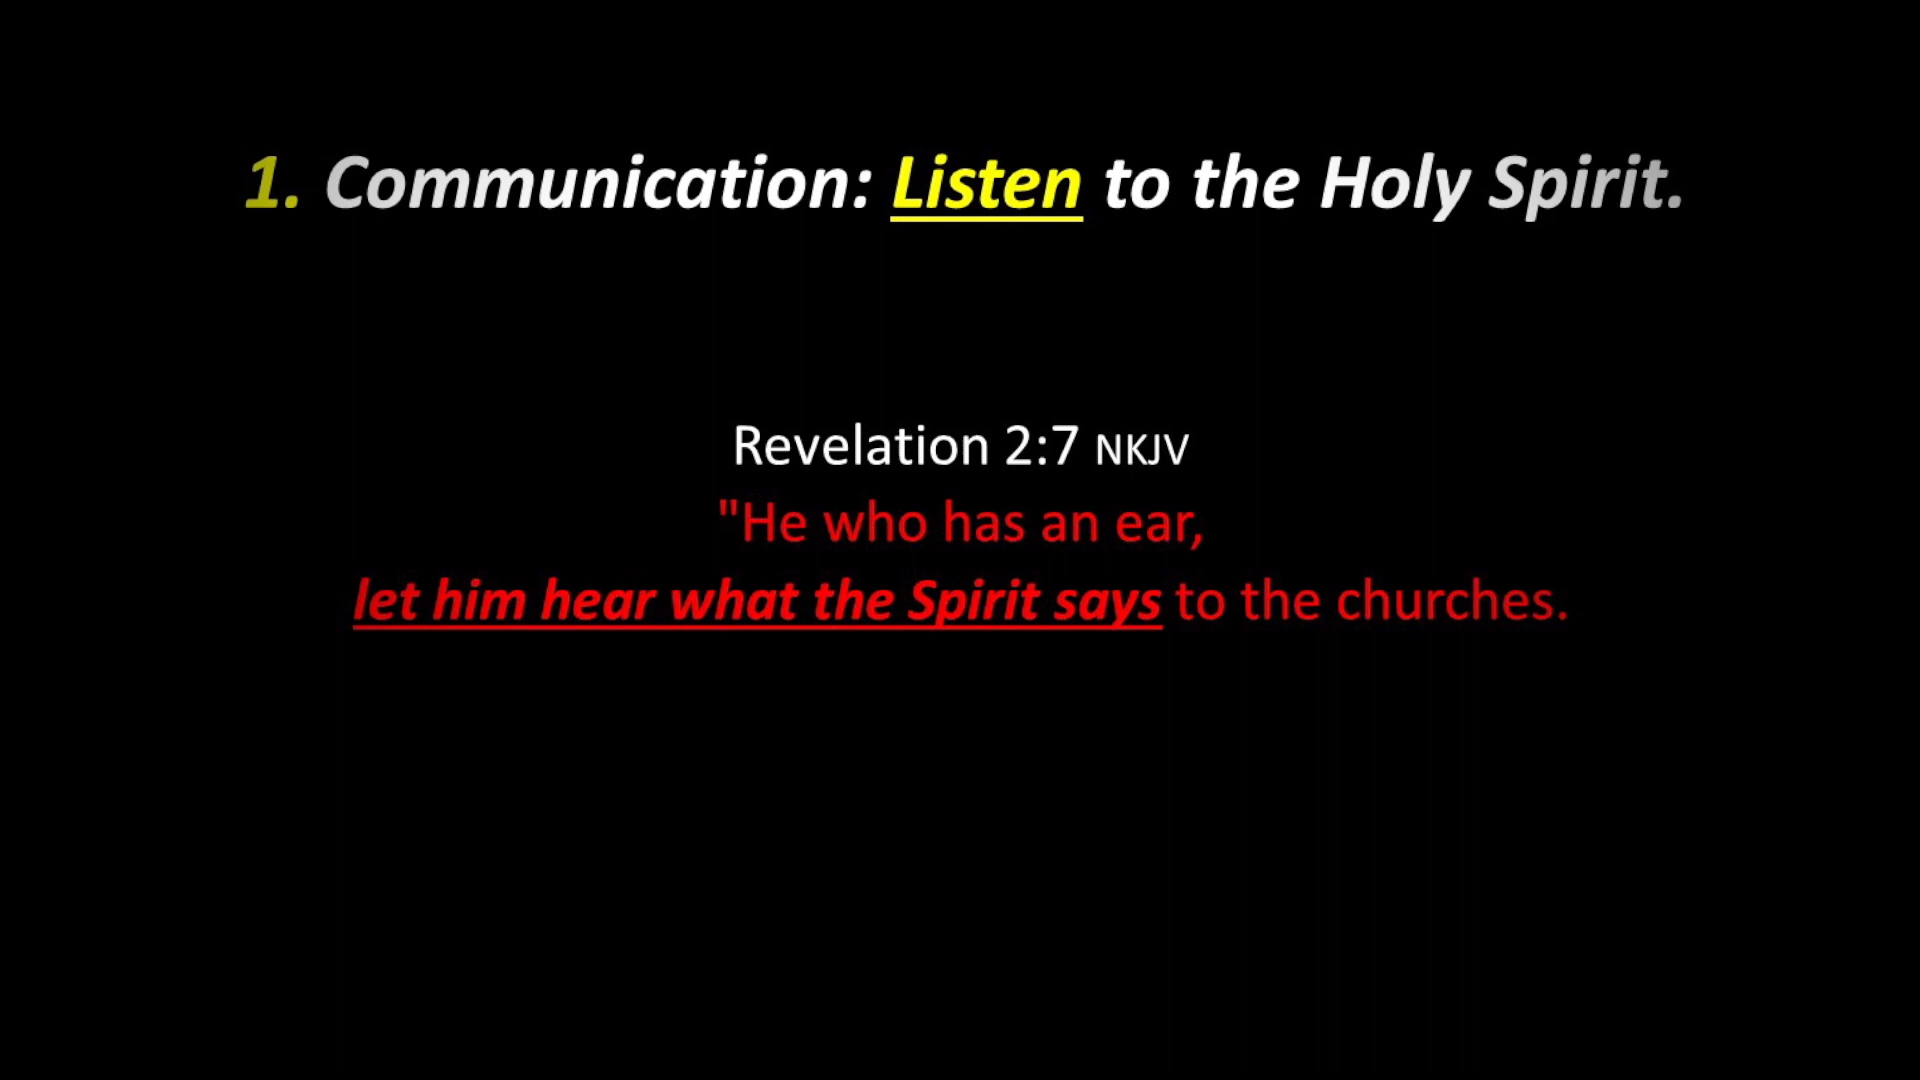 1. Communication: Listen to the Holy Spirit.
Revelation 2:7 NKJV
"He who has an ear,
let him hear what the Spirit says to the churches.